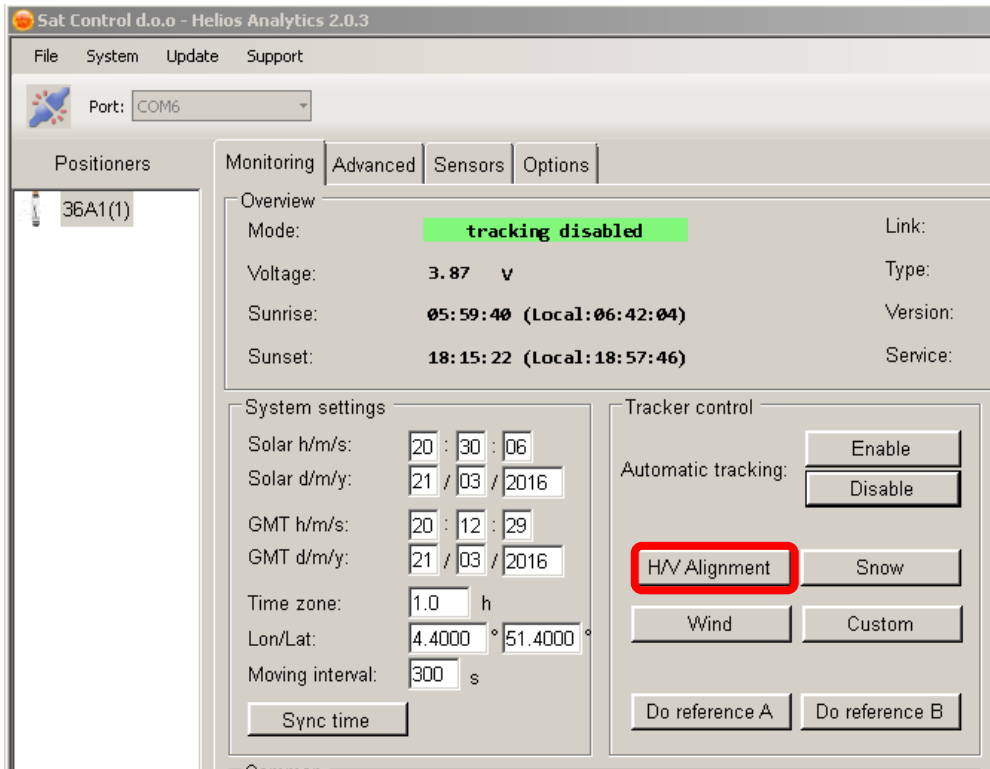 Sat Control d.o.o - Helios Analytics 2.0.3
File System Update Support
Port: COM6
Positioners
36A1(1)
Monitoring Advanced Sensors Options
Overview
Mode: tracking disabled Link:
Voltage: 3.87 V Type:
Sunrise: 05:59:40 (Local:06:42:04) Version:
Sunset: 18:15:22 (Local:18:57:46) Service:
System settings
Solar h/m/s: 20 : 30 : 06
Solar d/m/y: 21 / 03 / 2016
GMT h/m/s: 20 : 12 : 29
GMT d/m/y: 21 / 03 / 2016
Time zone: 1.0 h
Lon/Lat: 4.4000 ° 51.4000 °
Moving interval: 300 s
Sync time
Tracker control
Automatic tracking: Enable
Disable
H/V Alignment Snow
Wind Custom
Do reference A Do reference B